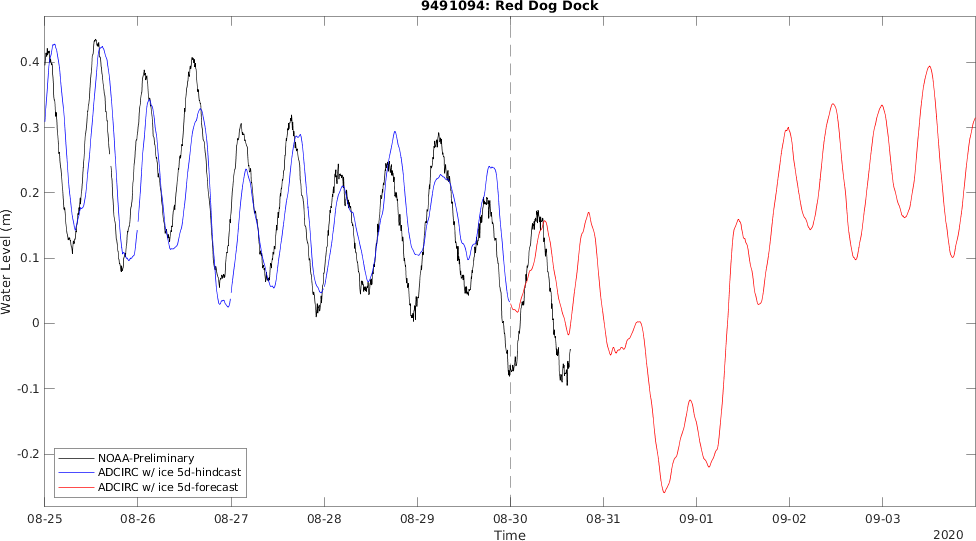 9491094: Red Dog Dock
Water Level (m)
0.4
0.3
0.2
0.1
0
-0.1
-0.2
NOAA-Preliminary
ADCIRC w/ ice 5d-hindcast
ADCIRC w/ ice 5d-forecast
08-25 08-26 08-27 08-28 08-29 08-30 08-31 09-01 09-02 09-03
Time
2020